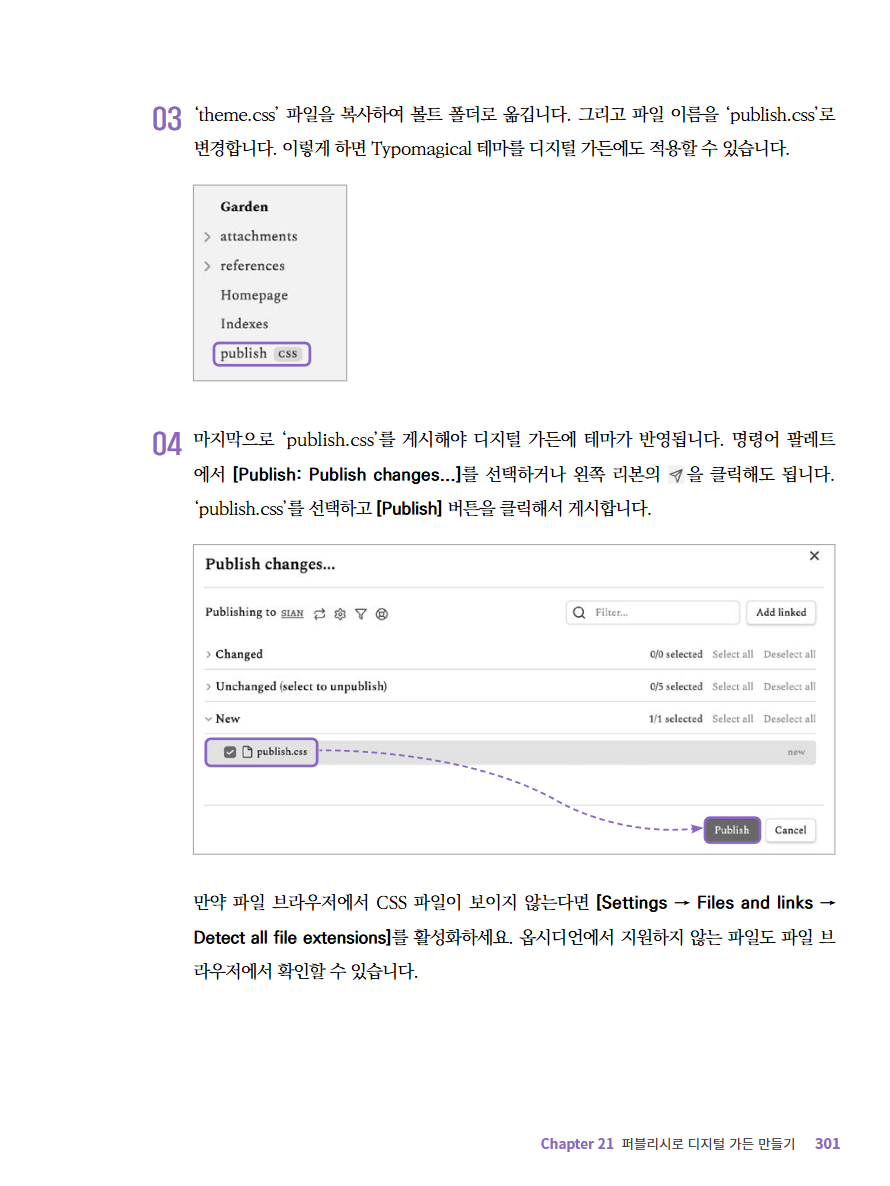 03 ‘theme.css’ 파일을 복사하여 볼트 폴더로 옮깁니다. 그리고 파일 이름을 ‘publish.css’로
변경합니다. 이렇게 하면 Typomagical 테마를 디지털 가든에도 적용할 수 있습니다.
Garden
attachments
references
Homepage
Indexes
publish CSS
04 마지막으로 ‘publish.css’를 게시해야 디지털 가든에 테마가 반영됩니다. 명령어 팔레트
에서 [Publish: Publish changes...]를 선택하거나 왼쪽 리본의 을 클릭해도 됩니다.
‘publish.css’를 선택하고 [Publish] 버튼을 클릭해서 게시합니다.
Publish changes...
Publishing to SIAN Filter... Add linked
Changed 0/0 selected Select all Deselect all
Unchanged (select to unpublish) 0/5 selected Select all Deselect all
New 1/1 selected Select all Deselect all
publish.css new
Publish Cancel
만약 파일 브라우저에서 CSS 파일이 보이지 않는다면 [Settings → Files and links →
Detect all file extensions]를 활성화하세요. 옵시디언에서 지원하지 않는 파일도 파일 브
라우저에서 확인할 수 있습니다.
Chapter 21 퍼블리시로 디지털 가든 만들기 301